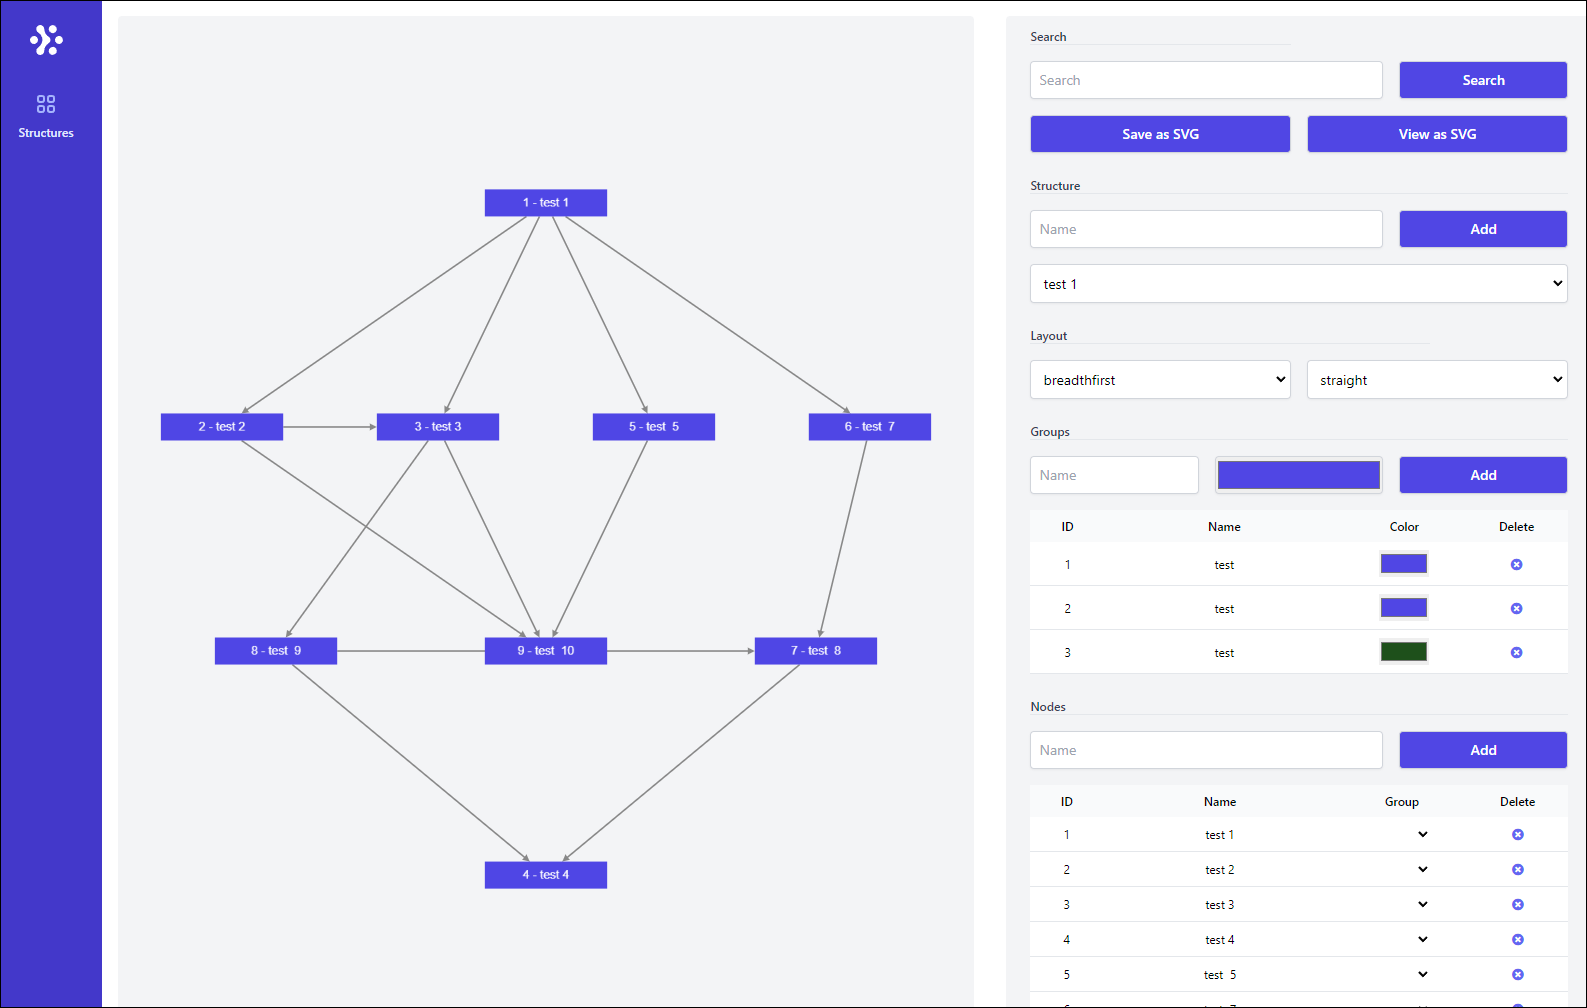 Structures
1 - test 1
2 - test 2
3 - test 3
5 - test  5
6 - test  7
8 - test  9
9 - test  10
7 - test  8
4 - test 4
Search
Search
Search
Save as SVG
View as SVG
Structure
Name
Add
test 1
Layout
breadthfirst
straight
Groups
Name
Add
ID Name Color Delete
1 test
2 test
3 test
Nodes
Name
Add
ID Name Group Delete
1 test 1
2 test 2
3 test 3
4 test 4
5 test  5